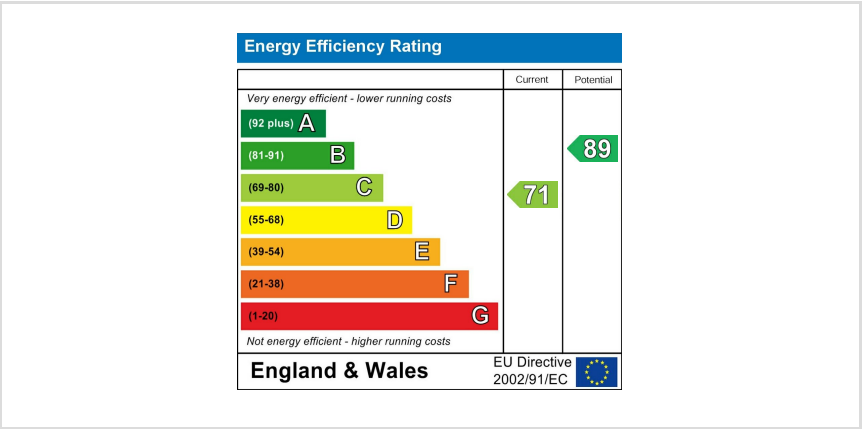 Energy Efficiency Rating
Current Potential
Very energy efficient - lower running costs
(92 plus) A
(81-91) B
89
(69-80) C
71
(55-68) D
(39-54) E
(21-38) F
(1-20) G
Not energy efficient - higher running costs
England & Wales
EU Directive
2002/91/EC